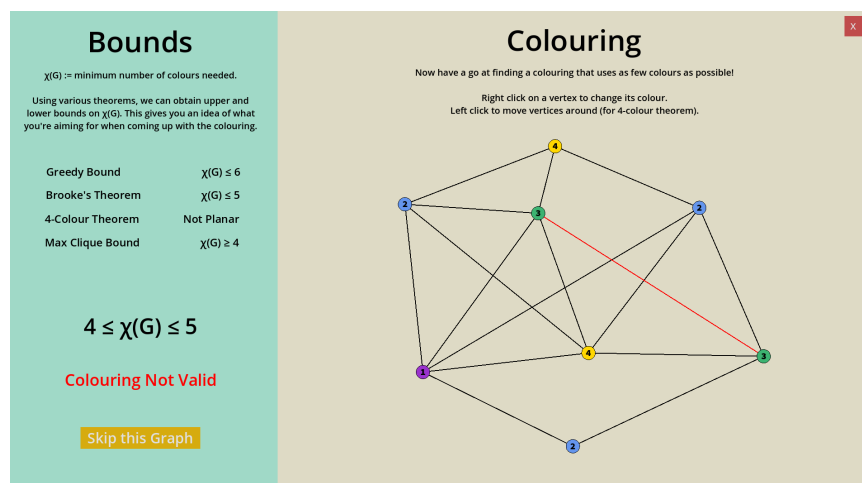 Bounds
χ(G) := minimum number of colours needed.
Using various theorems, we can obtain upper and
lower bounds on χ(G). This gives you an idea of what
you're aiming for when coming up with the colouring.
Greedy Bound χ(G) ≤ 6
Brooke's Theorem χ(G) ≤ 5
4-Colour Theorem Not Planar
Max Clique Bound χ(G) ≥ 4
4 ≤ χ(G) ≤ 5
Colouring Not Valid
Skip this Graph
Colouring
X
Now have a go at finding a colouring that uses as few colours as possible!
Right click on a vertex to change its colour.
Left click to move vertices around (for 4-colour theorem).
4
2
3
2
4
3
1
2